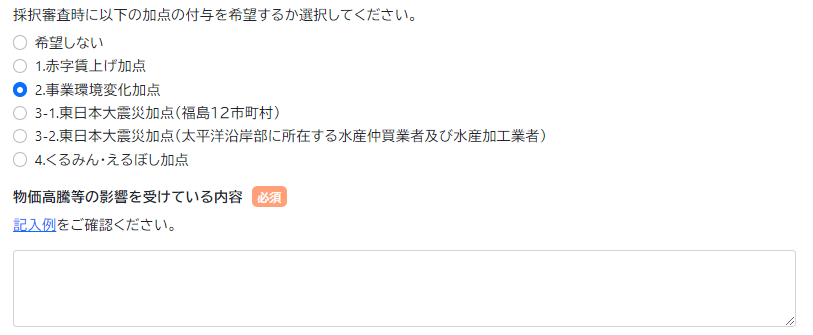 採択審査時に以下の加点の付与を希望するか選択してください。
希望しない
1.赤字賃上げ加点
2.事業環境変化加点
3-1.東日本大震災加点（福島12市町村）
3-2.東日本大震災加点（太平洋沿岸部に所在する水産仲買業者及び水産加工業者）
4.くるみん・えるぼし加点
物価高騰等の影響を受けている内容 必須
記入例をご確認ください。